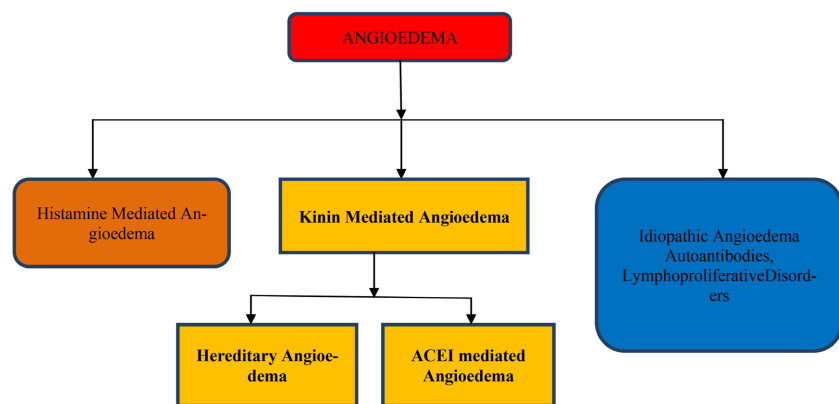 ANGIOEDEMA
Histamine Mediated An-
gioedema
Kinin Mediated Angioedema
Idiopathic Angioedema
Autoantibodies,
LymphoproliferativeDisord-
ers
Hereditary Angioe-
dema
ACEI mediated
Angioedema